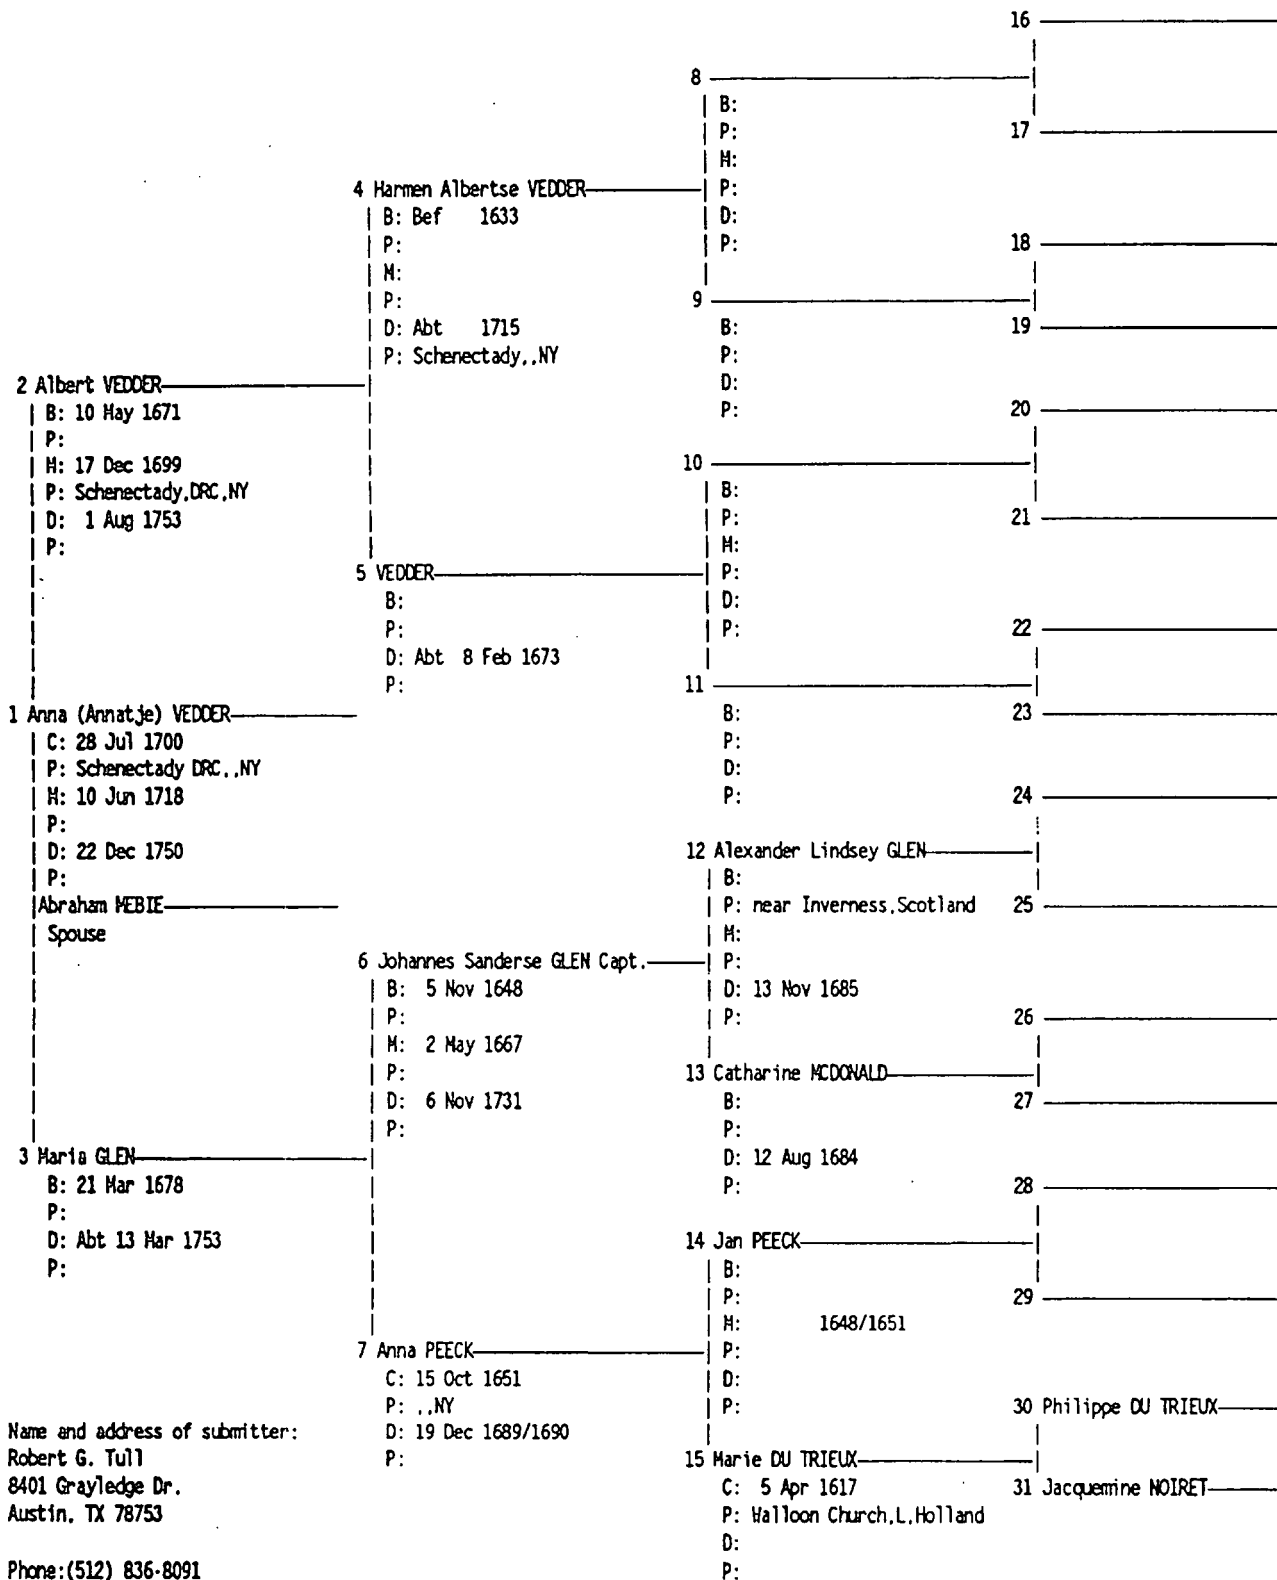 16
8
B:
P:
17
M:
4 Harmen Albertse VEDDER
P:
B: Bef 1633
D:
P:
P:
18
M:
P:
9
D: Abt 1715
B:
19
P: Schenectady,,NY
P:
2 Albert VEDDER
D:
B: 10 May 1671
P:
20
P:
M: 17 Dec 1699
10
P: Schenectady,DRC,NY
B:
D: 1 Aug 1753
P:
21
P:
M:
5 VEDDER
P:
B:
D:
P:
P:
22
D: Abt 8 Feb 1673
P:
11
1 Anna (Annatje) VEDDER
B:
23
C: 28 Jul 1700
P:
P: Schenectady DRC,,NY
D:
M: 10 Jun 1718
P:
24
P:
D: 22 Dec 1750
12 Alexander Lindsey GLEN
P:
B:
Abraham MEBIE
P: near Inverness,Scotland
25
Spouse
M:
6 Johannes Sanderse GLEN Capt.
P:
B: 5 Nov 1648
D: 13 Nov 1685
P:
P:
26
M: 2 May 1667
P:
13 Catharine MCDONALD
D: 6 Nov 1731
B:
27
P:
P:
3 Maria GLEN
D: 12 Aug 1684
B: 21 Mar 1678
P:
28
P:
D: Abt 13 Mar 1753
14 Jan PEECK
P:
B:
P:
29
M: 1648/1651
7 Anna PEECK
P:
C: 15 Oct 1651
D:
P: ,,NY
P:
30 Philippe DU TRIEUX
Name and address of submitter:
D: 19 Dec 1689/1690
Robert G. Tull
P:
15 Marie DU TRIEUX
8401 Grayledge Dr.
C: 5 Apr 1617
31 Jacquemine NOIRET
Austin, TX 78753
P: Walloon Church,L,Holland
D:
Phone:(512) 836-8091
P: